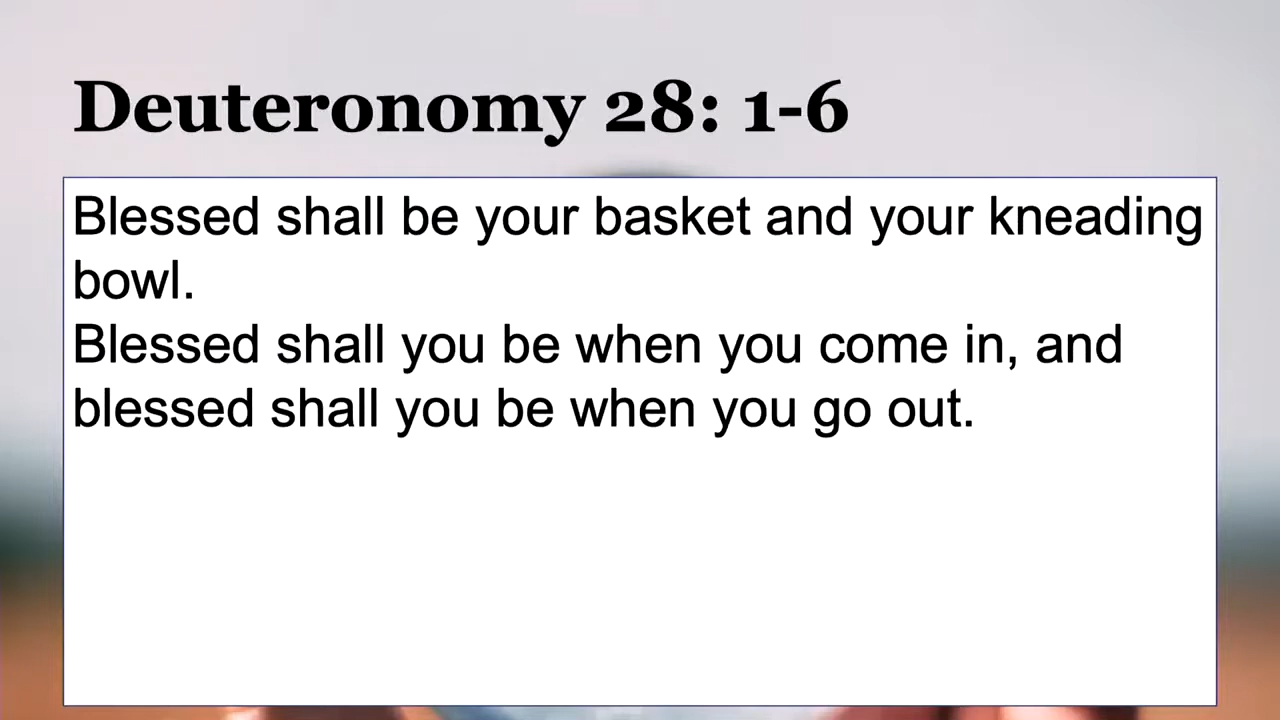 Deuteronomy 28: 1-6
Blessed shall be your basket and your kneading
bowl.
Blessed shall you be when you come in, and
blessed shall you be when you go out.